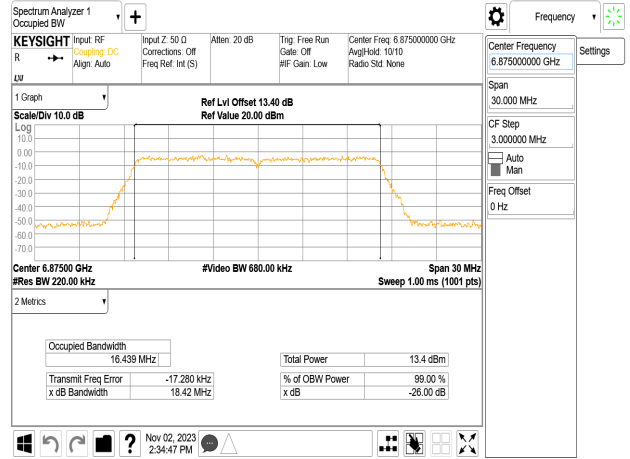 Spectrum Analyzer 1
Occupied BW
Frequency
KEYSIGHT
R
Input: RF
Coupling: DC
Align: Auto
Input Z: 50 Ω
Corrections: Off
Freq Ref: Int (S)
Atten: 20 dB
Trig: Free Run
Gate: Off
#IF Gain: Low
Center Freq: 6.875000000 GHz
Avg|Hold: 10/10
Radio Std: None
Center Frequency
6.875000000 GHz
Settings
Span
30.000 MHz
CF Step
3.000000 MHz
Auto
Man
Freq Offset
0 Hz
1 Graph
Scale/Div 10.0 dB
Ref Lvl Offset 13.40 dB
Ref Value 20.00 dBm
Log
10.0
0.00
-10.0
-20.0
-30.0
-40.0
-50.0
-60.0
-70.0
Center 6.87500 GHz
#Video BW 680.00 kHz
Span 30 MHz
#Res BW 220.00 kHz
Sweep 1.00 ms (1001 pts)
2 Metrics
Occupied Bandwidth
16.439 MHz
Total Power 13.4 dBm
Transmit Freq Error -17.280 kHz
% of OBW Power 99.00 %
x dB Bandwidth 18.42 MHz
x dB -26.00 dB
?
Nov 02, 2023
2:34:47 PM